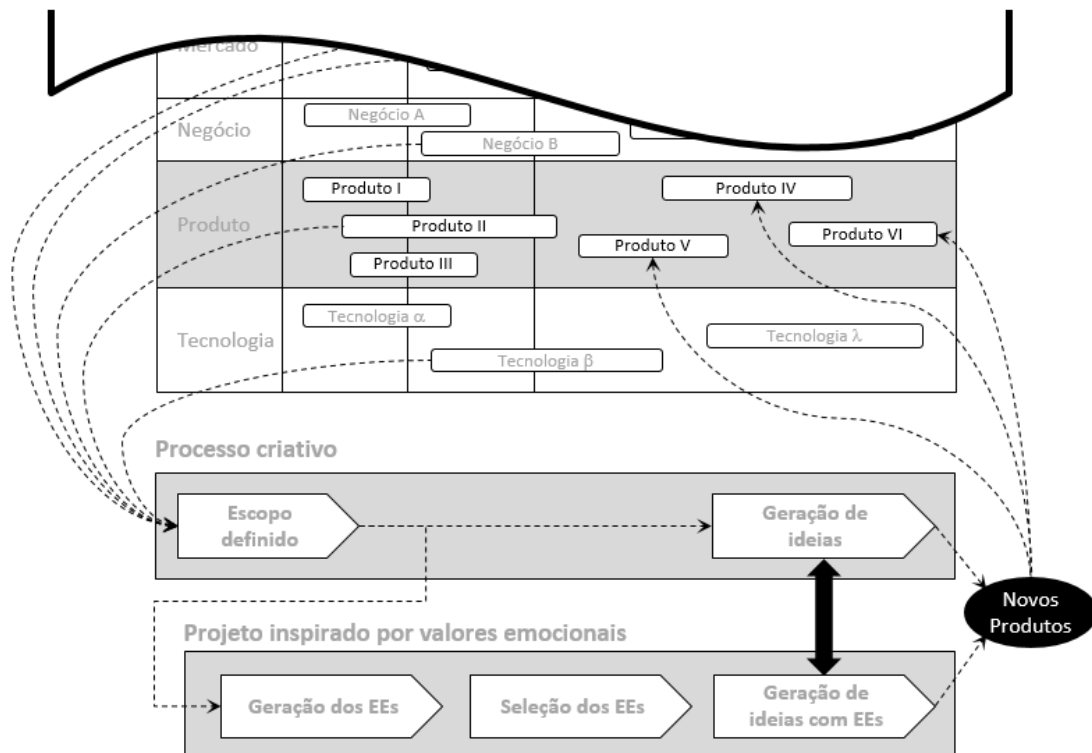 Mercado
Negócio
Negócio A
Negócio B
Produto
Produto I
Produto II
Produto III
Produto IV
Produto V
Produto VI
Tecnologia
Tecnologia α
Tecnologia β
Tecnologia λ
Processo criativo
Escopo
definido
Geração de
ideias
Novos
Produtos
Projeto inspirado por valores emocionais
Geração dos EEs
Seleção dos EEs
Geração de
ideias com EEs